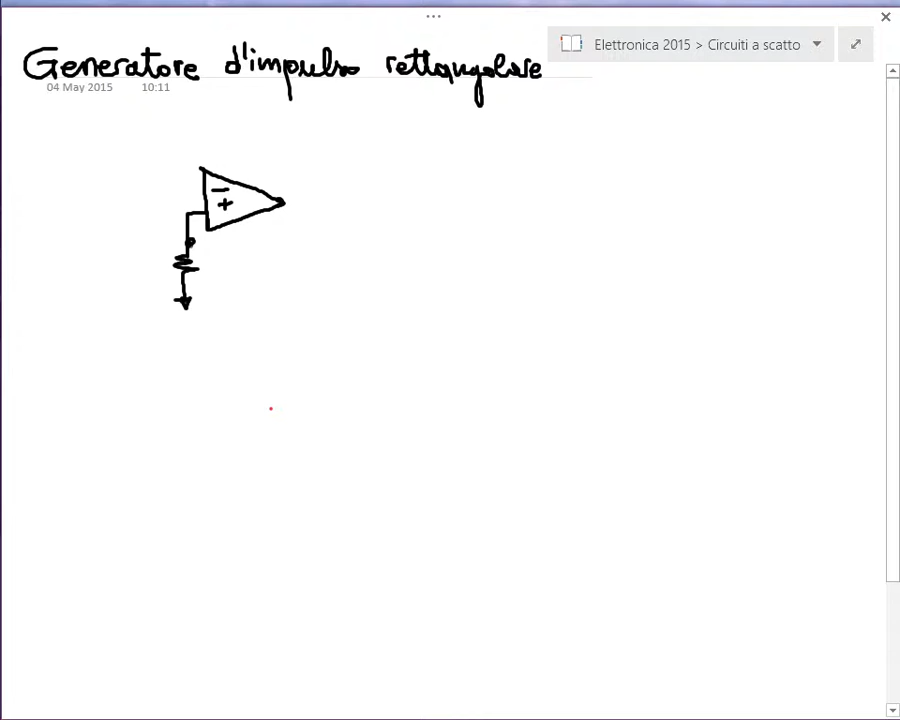 Elettronica 2015 > Circuiti a scatto
Generatore d'impulso rettangolare
04 May 2015 10:11
−
+